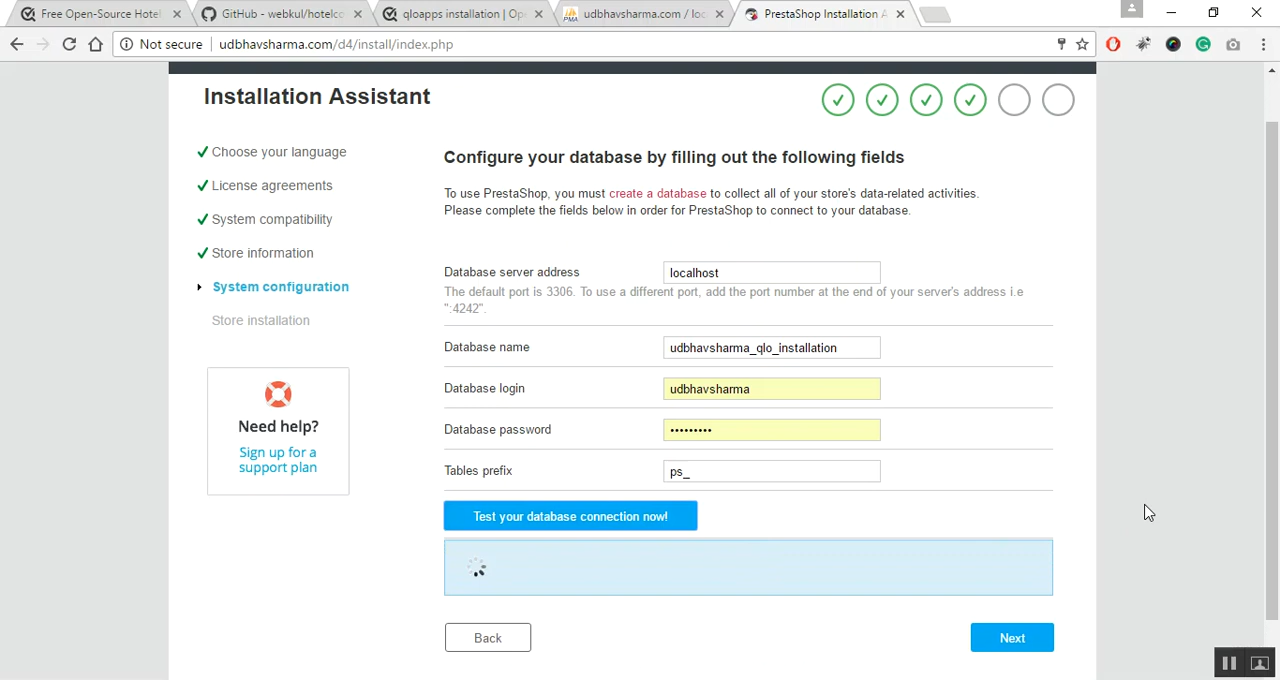 Free Open-Source Hotel
GitHub - webkul/hotelco
qloapps installation | Ope
udbhavsharma.com / loc
PrestaShop Installation A
Not secure
udbhavsharma.com/d4/install/index.php
Installation Assistant
Choose your language
License agreements
System compatibility
Store information
System configuration
Store installation
Need help?
Sign up for a
support plan
Configure your database by filling out the following fields
To use PrestaShop, you must create a database to collect all of your store's data-related activities.
Please complete the fields below in order for PrestaShop to connect to your database.
Database server address
localhost
The default port is 3306. To use a different port, add the port number at the end of your server's address i.e
":4242".
Database name
udbhavsharma_qlo_installation
Database login
udbhavsharma
Database password
•••••••••
Tables prefix
ps_
Test your database connection now!
Back
Next